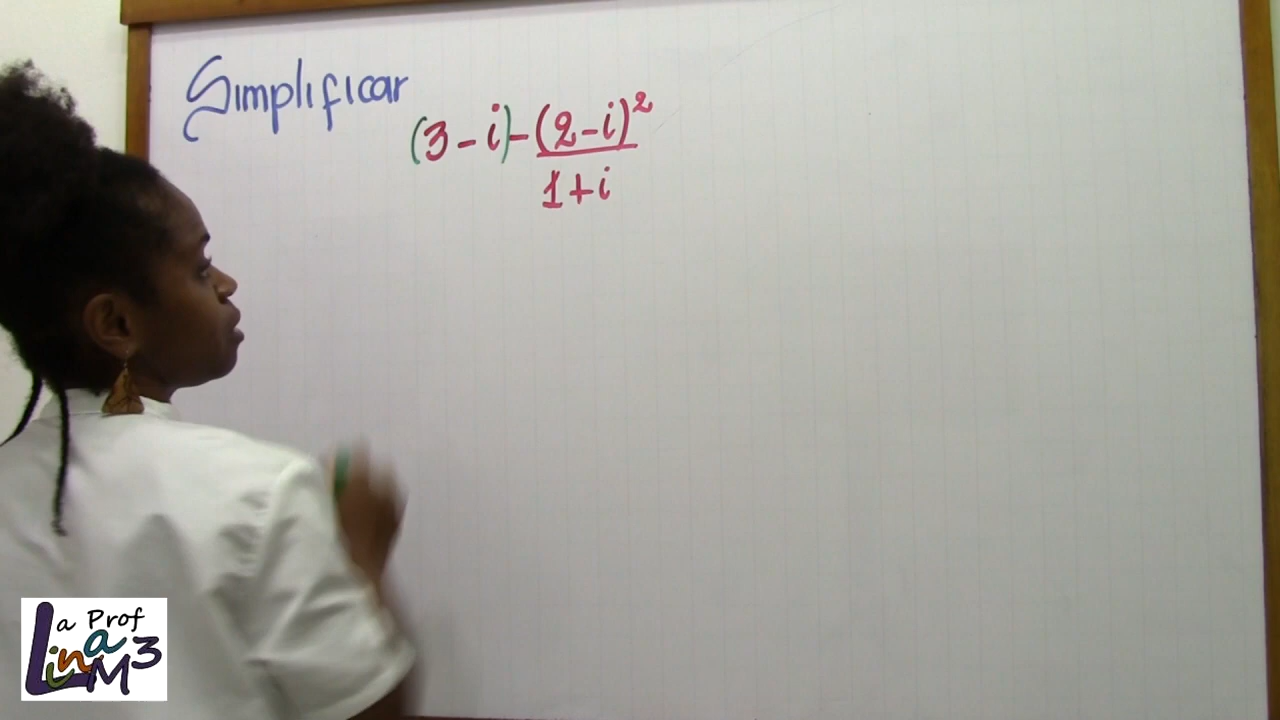 Simplificar
(3-i)-(2-i)²
1+i
La Prof
Lina M3